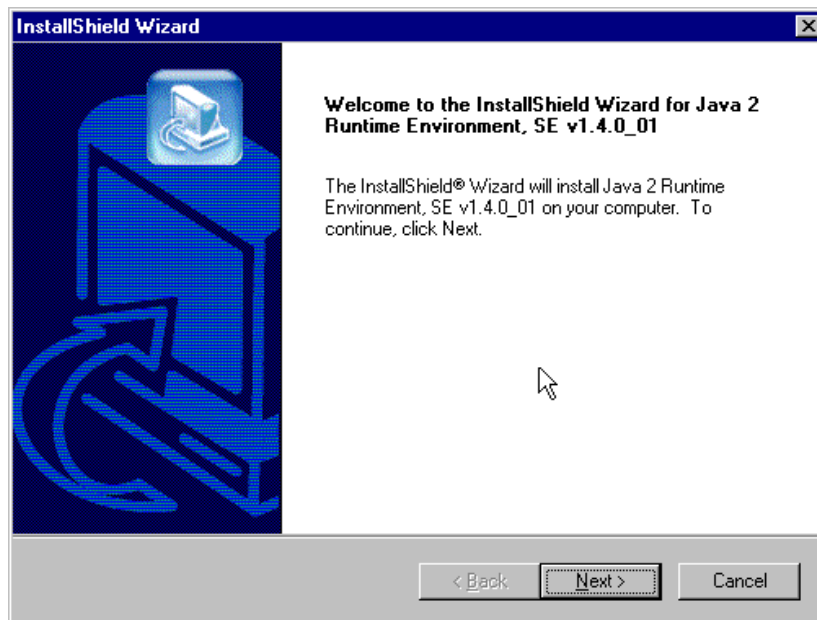 InstallShield Wizard
Welcome to the InstallShield Wizard for Java 2
Runtime Environment, SE v1.4.0_01
The InstallShield® Wizard will install Java 2 Runtime
Environment, SE v1.4.0_01 on your computer.  To
continue, click Next.
< Back
Next >
Cancel